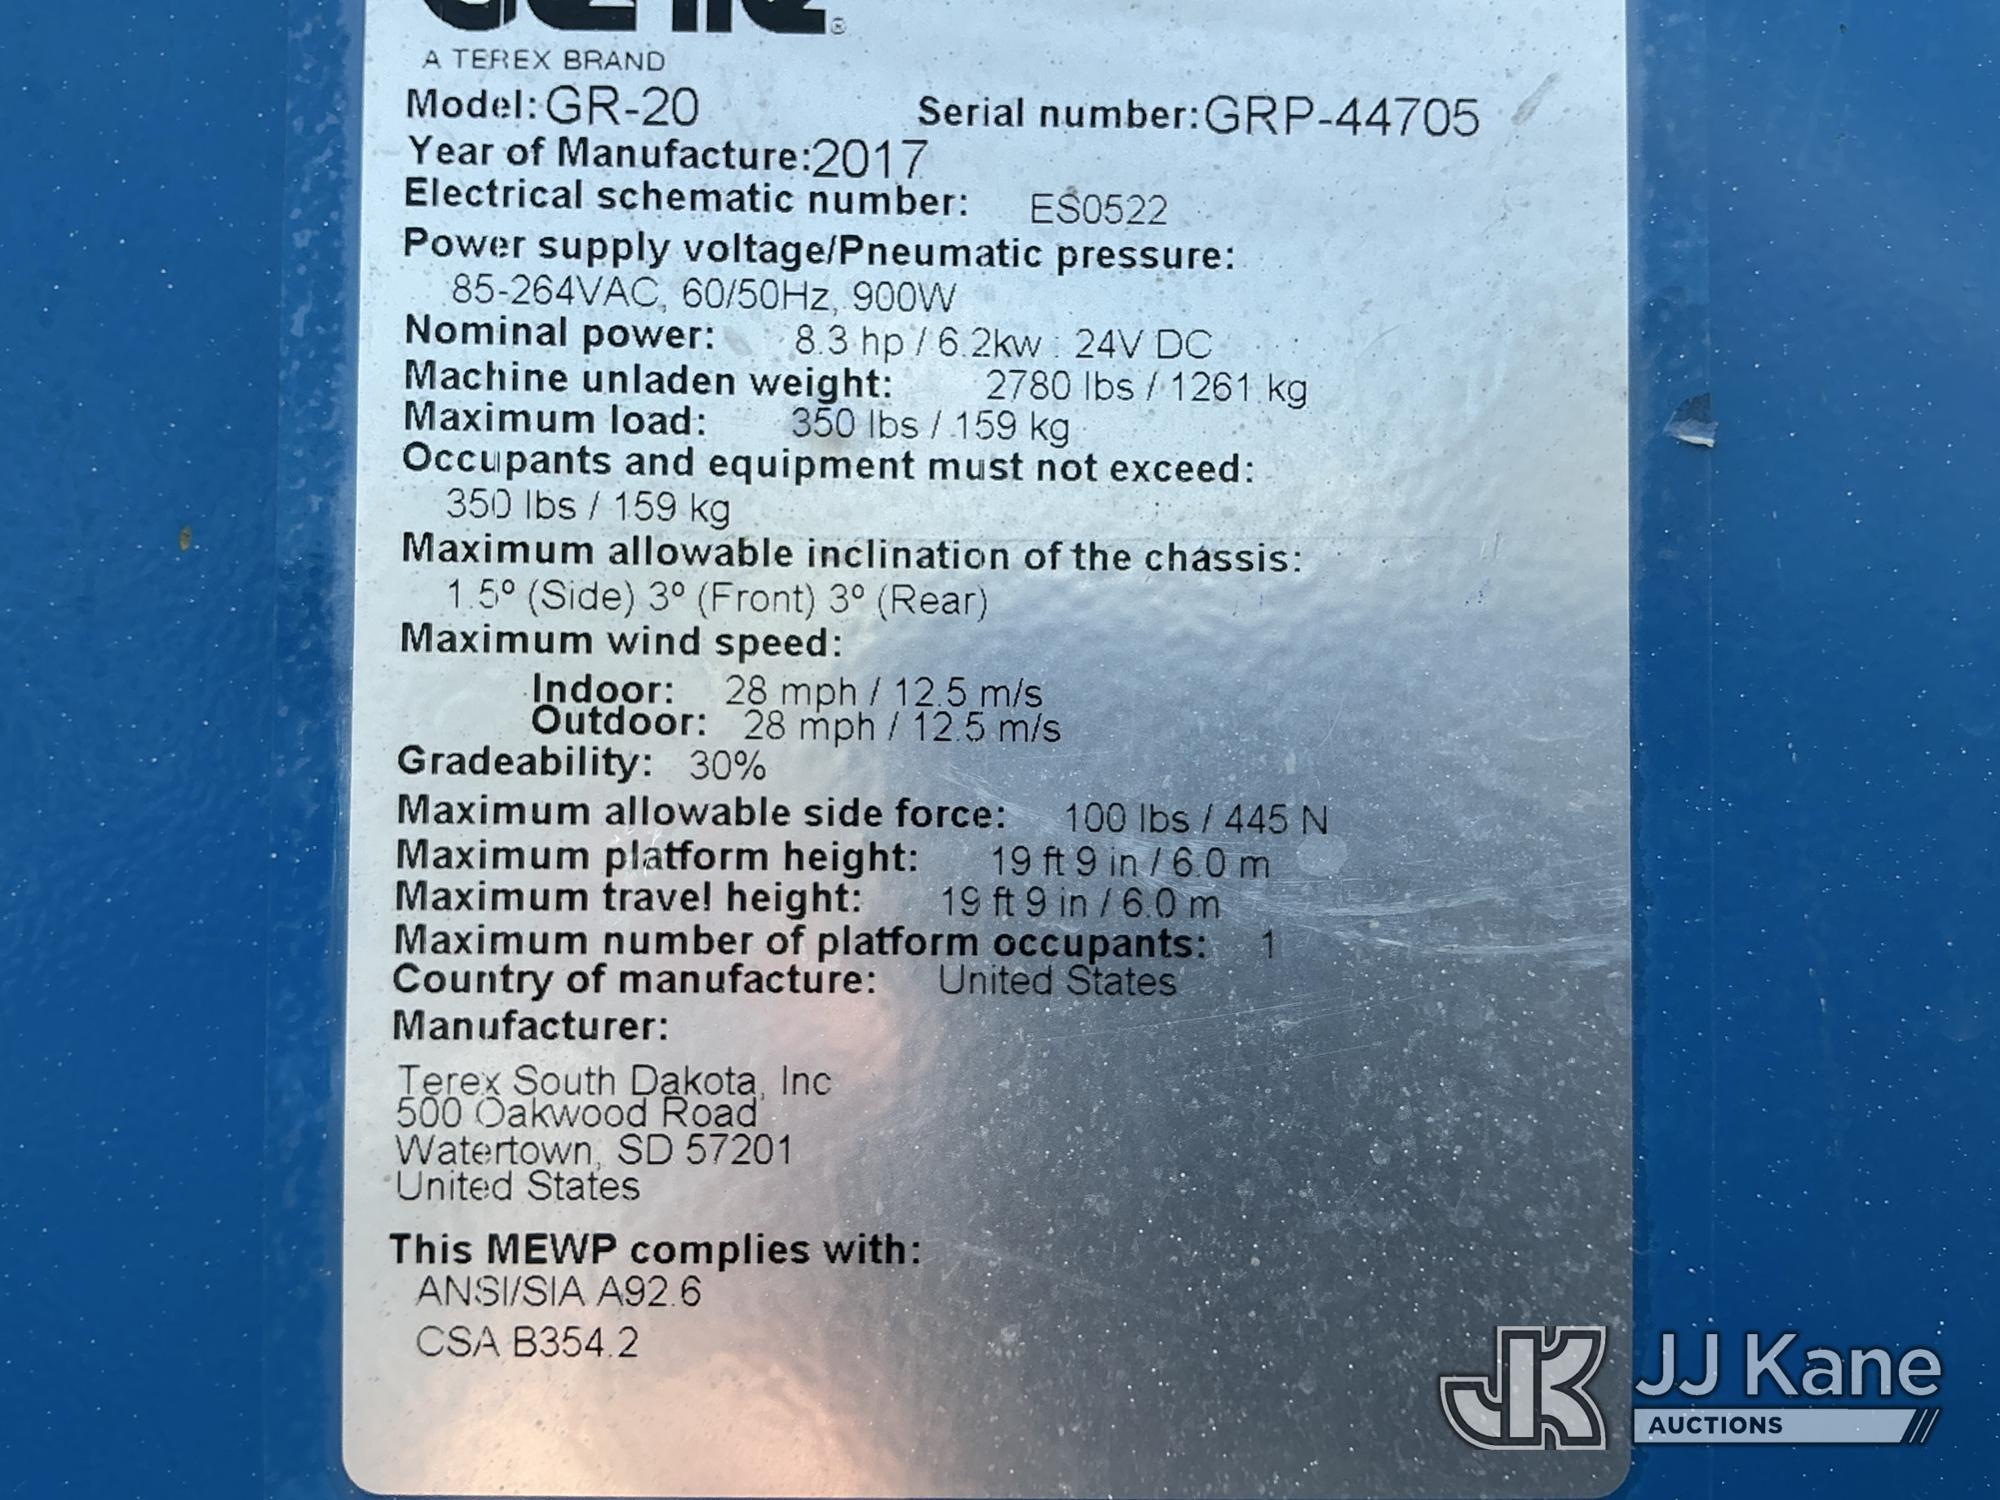 Genie®
A TEREX BRAND
Model: GR-20 Serial number: GRP-44705
Year of Manufacture: 2017
Electrical schematic number: ES0522
Power supply voltage/Pneumatic pressure:
85-264VAC, 60/50Hz, 900W
Nominal power: 8.3 hp / 6.2kw : 24V DC
Machine unladen weight: 2780 lbs / 1261 kg
Maximum load: 350 lbs / 159 kg
Occupants and equipment must not exceed:
350 lbs / 159 kg
Maximum allowable inclination of the chassis:
1.5º (Side) 3º (Front) 3º (Rear)
Maximum wind speed:
Indoor: 28 mph / 12.5 m/s
Outdoor: 28 mph / 12.5 m/s
Gradeability: 30%
Maximum allowable side force: 100 lbs / 445 N
Maximum platform height: 19 ft 9 in / 6.0 m
Maximum travel height: 19 ft 9 in / 6.0 m
Maximum number of platform occupants: 1
Country of manufacture: United States
Manufacturer:
Terex South Dakota, Inc
500 Oakwood Road
Watertown, SD 57201
United States
This MEWP complies with:
ANSI/SIA A92.6
CSA B354.2
JK JJ Kane
AUCTIONS